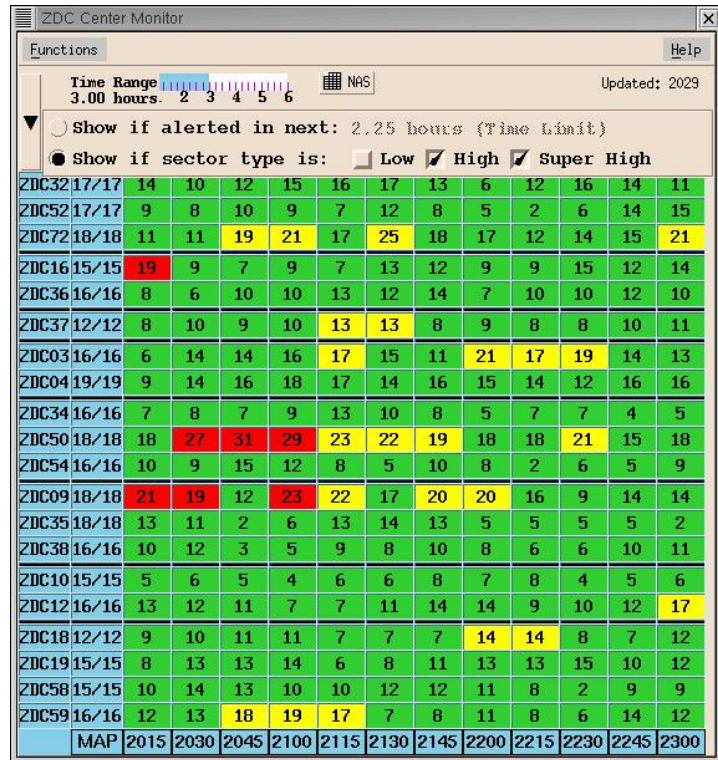 ZDC Center Monitor
Functions Help
Time Range NAS Updated: 2029
3.00 hours. 2 3 4 5 6
Show if alerted in next: 2.25 hours (Time Limit)
Show if sector type is: Low High Super High
ZDC32 17/17 14 10 12 15 16 17 13 6 12 16 14 11
ZDC52 17/17 9 8 10 9 7 12 8 5 2 6 14 15
ZDC72 18/18 11 11 19 21 17 25 18 17 12 14 15 21
ZDC16 15/15 19 9 7 9 7 13 12 9 9 15 12 14
ZDC36 16/16 8 6 10 10 13 12 14 7 10 10 12 10
ZDC37 12/12 8 10 9 10 13 13 8 9 8 8 10 11
ZDC03 16/16 6 14 14 16 17 15 11 21 17 19 14 13
ZDC04 19/19 9 14 16 18 17 14 16 15 14 12 16 16
ZDC34 16/16 7 8 7 9 13 10 8 5 7 7 4 5
ZDC50 18/18 18 27 31 29 23 22 19 18 18 21 15 18
ZDC54 16/16 10 9 15 12 8 5 10 8 2 6 5 9
ZDC09 18/18 21 19 12 23 22 17 20 20 16 9 14 14
ZDC35 18/18 13 11 2 6 13 14 13 5 5 5 5 2
ZDC38 16/16 10 12 3 5 9 8 10 8 6 6 10 11
ZDC10 15/15 5 6 5 4 6 6 8 7 8 4 5 6
ZDC12 16/16 13 12 11 7 7 11 14 14 9 10 12 17
ZDC18 12/12 9 10 11 11 7 7 7 14 14 8 7 12
ZDC19 15/15 8 13 13 14 6 8 11 13 13 15 10 12
ZDC58 15/15 10 14 13 10 10 12 12 11 8 2 9 9
ZDC59 16/16 12 13 18 19 17 7 8 11 8 6 14 12
MAP 2015 2030 2045 2100 2115 2130 2145 2200 2215 2230 2245 2300